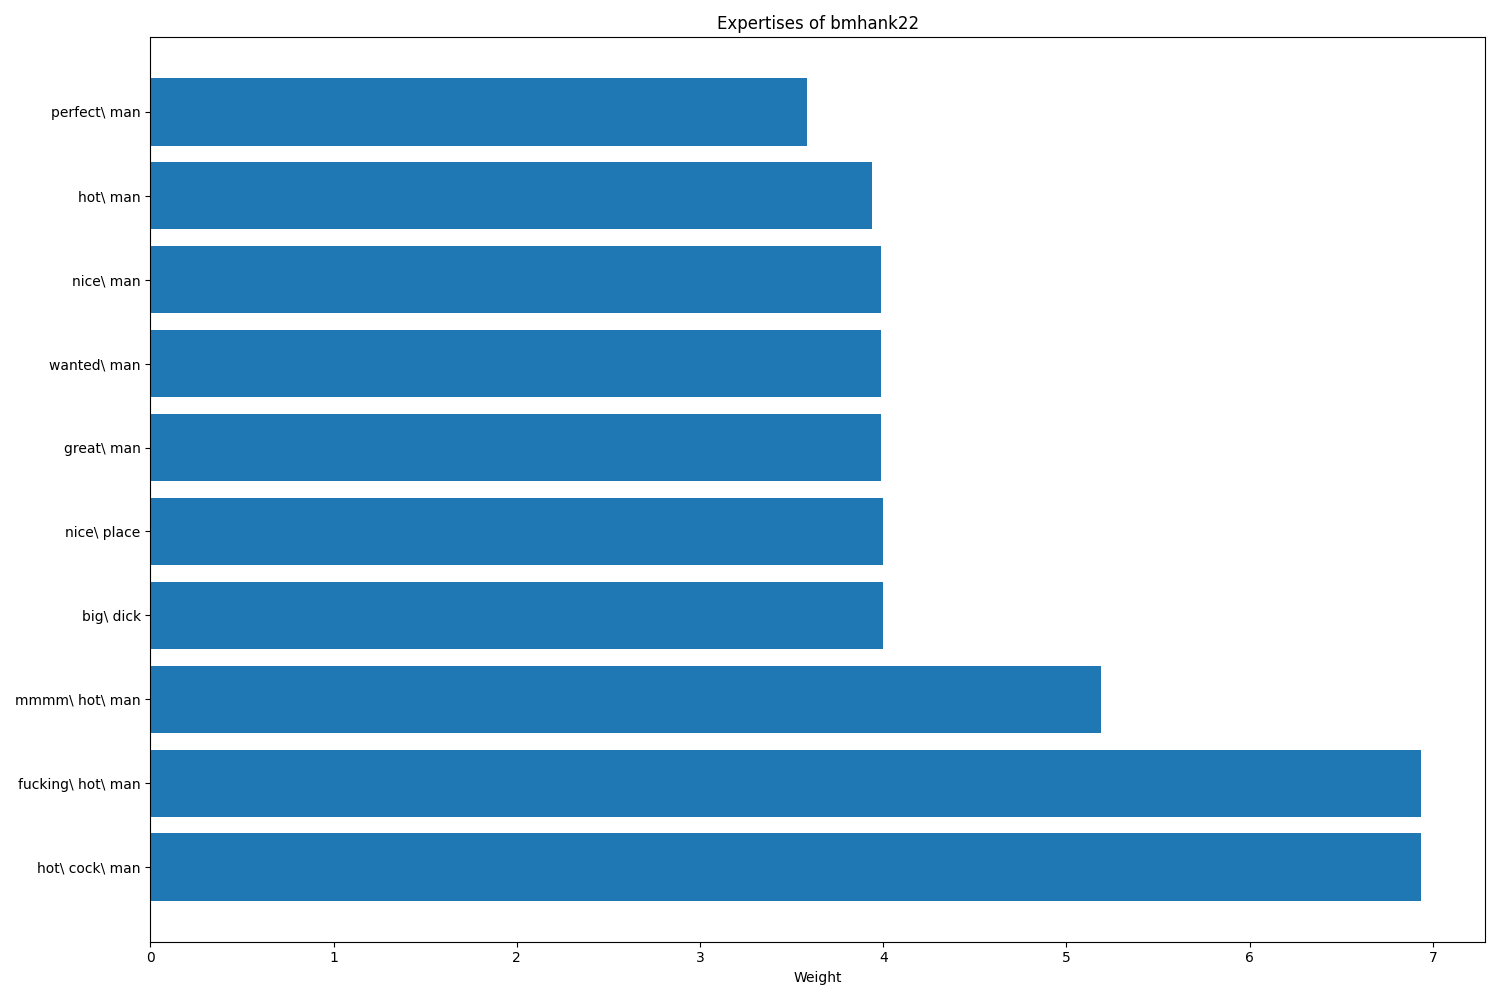 Expertises of bmhank22
perfect\ man
hot\ man
nice\ man
wanted\ man
great\ man
nice\ place
big\ dick
mmmm\ hot\ man
fucking\ hot\ man
hot\ cock\ man
0 1 2 3 4 5 6 7
Weight